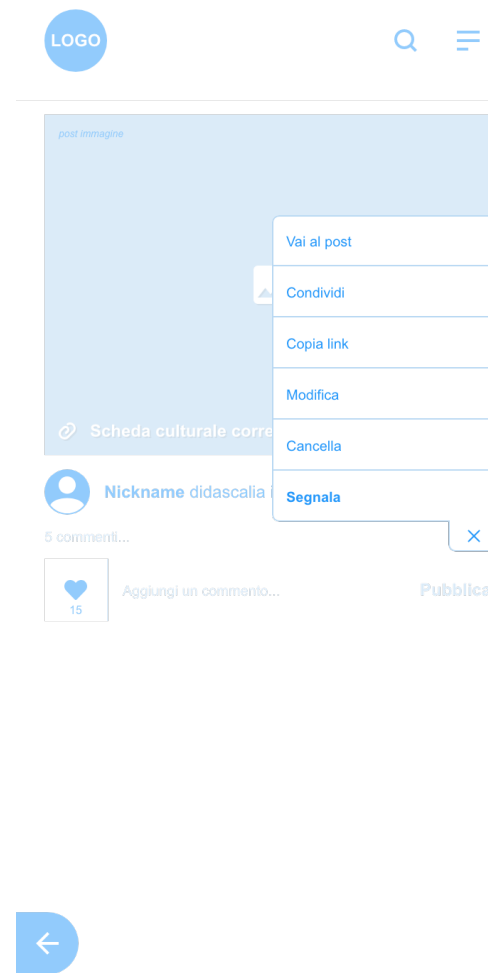 LOGO
post immagine
Vai al post
Condividi
Copia link
Modifica
Scheda culturale corre
Cancella
Nickname didascalia i
Segnala
5 commenti...
Aggiungi un commento...
Pubblica
15